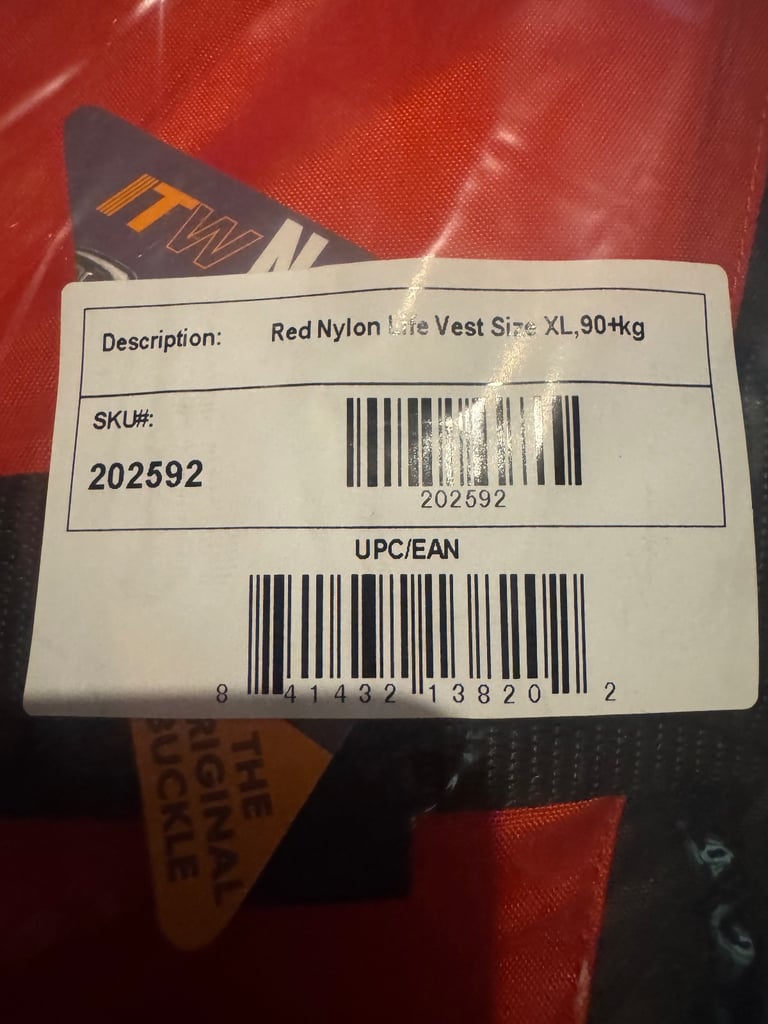 ITW N
Description: Red Nylon Life Vest Size XL,90+kg
SKU#:
202592
202592
UPC/EAN
8 41432 13820 2
THE
ORIGINAL
BUCKLE